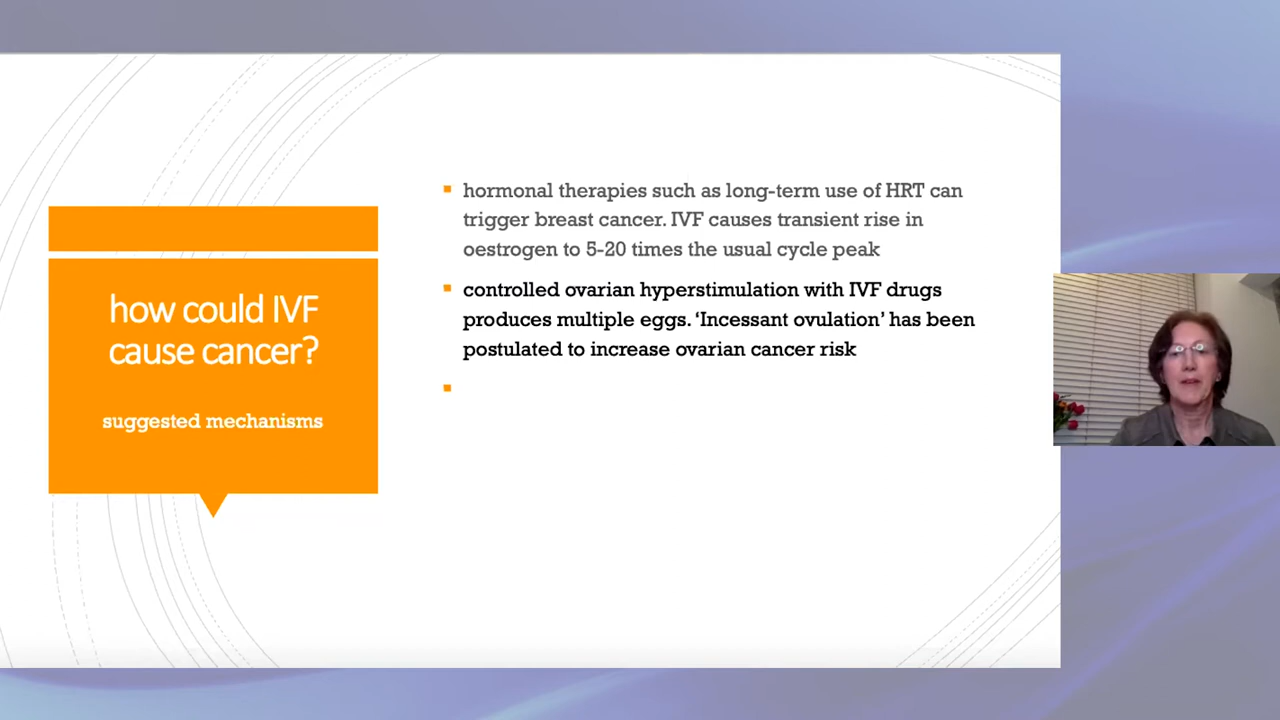 how could IVF
cause cancer?
suggested mechanisms
hormonal therapies such as long-term use of HRT can
trigger breast cancer. IVF causes transient rise in
oestrogen to 5-20 times the usual cycle peak
controlled ovarian hyperstimulation with IVF drugs
produces multiple eggs. ‘Incessant ovulation’ has been
postulated to increase ovarian cancer risk